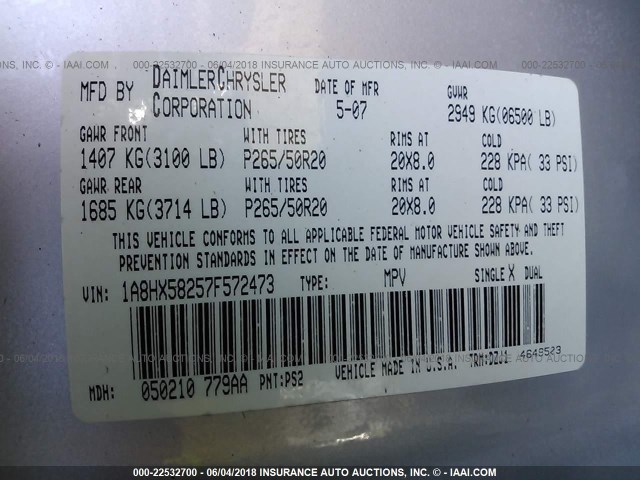 000-22532700 - 06/04/2018 INSURANCE AUTO AUCTIONS, INC. - © IAAI.COM
MFD BY DAIMLERCHRYSLER CORPORATION DATE OF MFR 5-07 GVWR 2949 KG(06500 LB)
GAWR FRONT WITH TIRES RIMS AT COLD
1407 KG(3100 LB) P265/50R20 20X8.0 228 KPA( 33 PSI)
GAWR REAR WITH TIRES RIMS AT COLD
1685 KG(3714 LB) P265/50R20 20X8.0 228 KPA( 33 PSI)
THIS VEHICLE CONFORMS TO ALL APPLICABLE FEDERAL MOTOR VEHICLE SAFETY AND THEFT
PREVENTION STANDARDS IN EFFECT ON THE DATE OF MANUFACTURE SHOWN ABOVE.
VIN: 1A8HX58257F572473 TYPE: MPV SINGLE X DUAL
MDH: 050210 779AA PNT:PS2 VEHICLE MADE IN U.S.A. 4649523
000-22532700 - 06/04/2018 INSURANCE AUTO AUCTIONS, INC. - © IAAI.COM